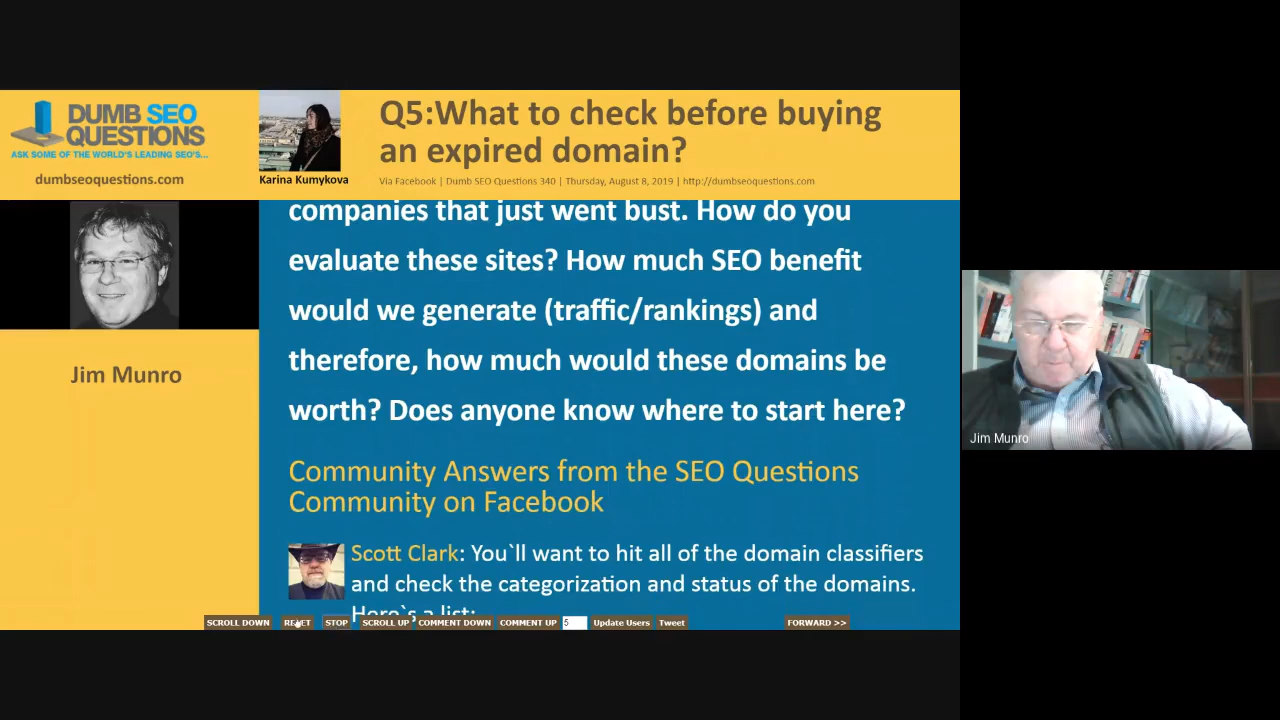 DUMB SEO
QUESTIONS
ASK SOME OF THE WORLD'S LEADING SEO'S...
dumbseoquestions.com
Karina Kumykova
Q5:What to check before buying
an expired domain?
Via Facebook | Dumb SEO Questions 340 | Thursday, August 8, 2019 | http://dumbseoquestions.com
Jim Munro
companies that just went bust. How do you
evaluate these sites? How much SEO benefit
would we generate (traffic/rankings) and
therefore, how much would these domains be
worth? Does anyone know where to start here?
Community Answers from the SEO Questions
Community on Facebook
Scott Clark: You`ll want to hit all of the domain classifiers
and check the categorization and status of the domains.
Here`s a list:
SCROLL DOWN RESET STOP SCROLL UP COMMENT DOWN COMMENT UP 5 Update Users Tweet FORWARD >>
Jim Munro